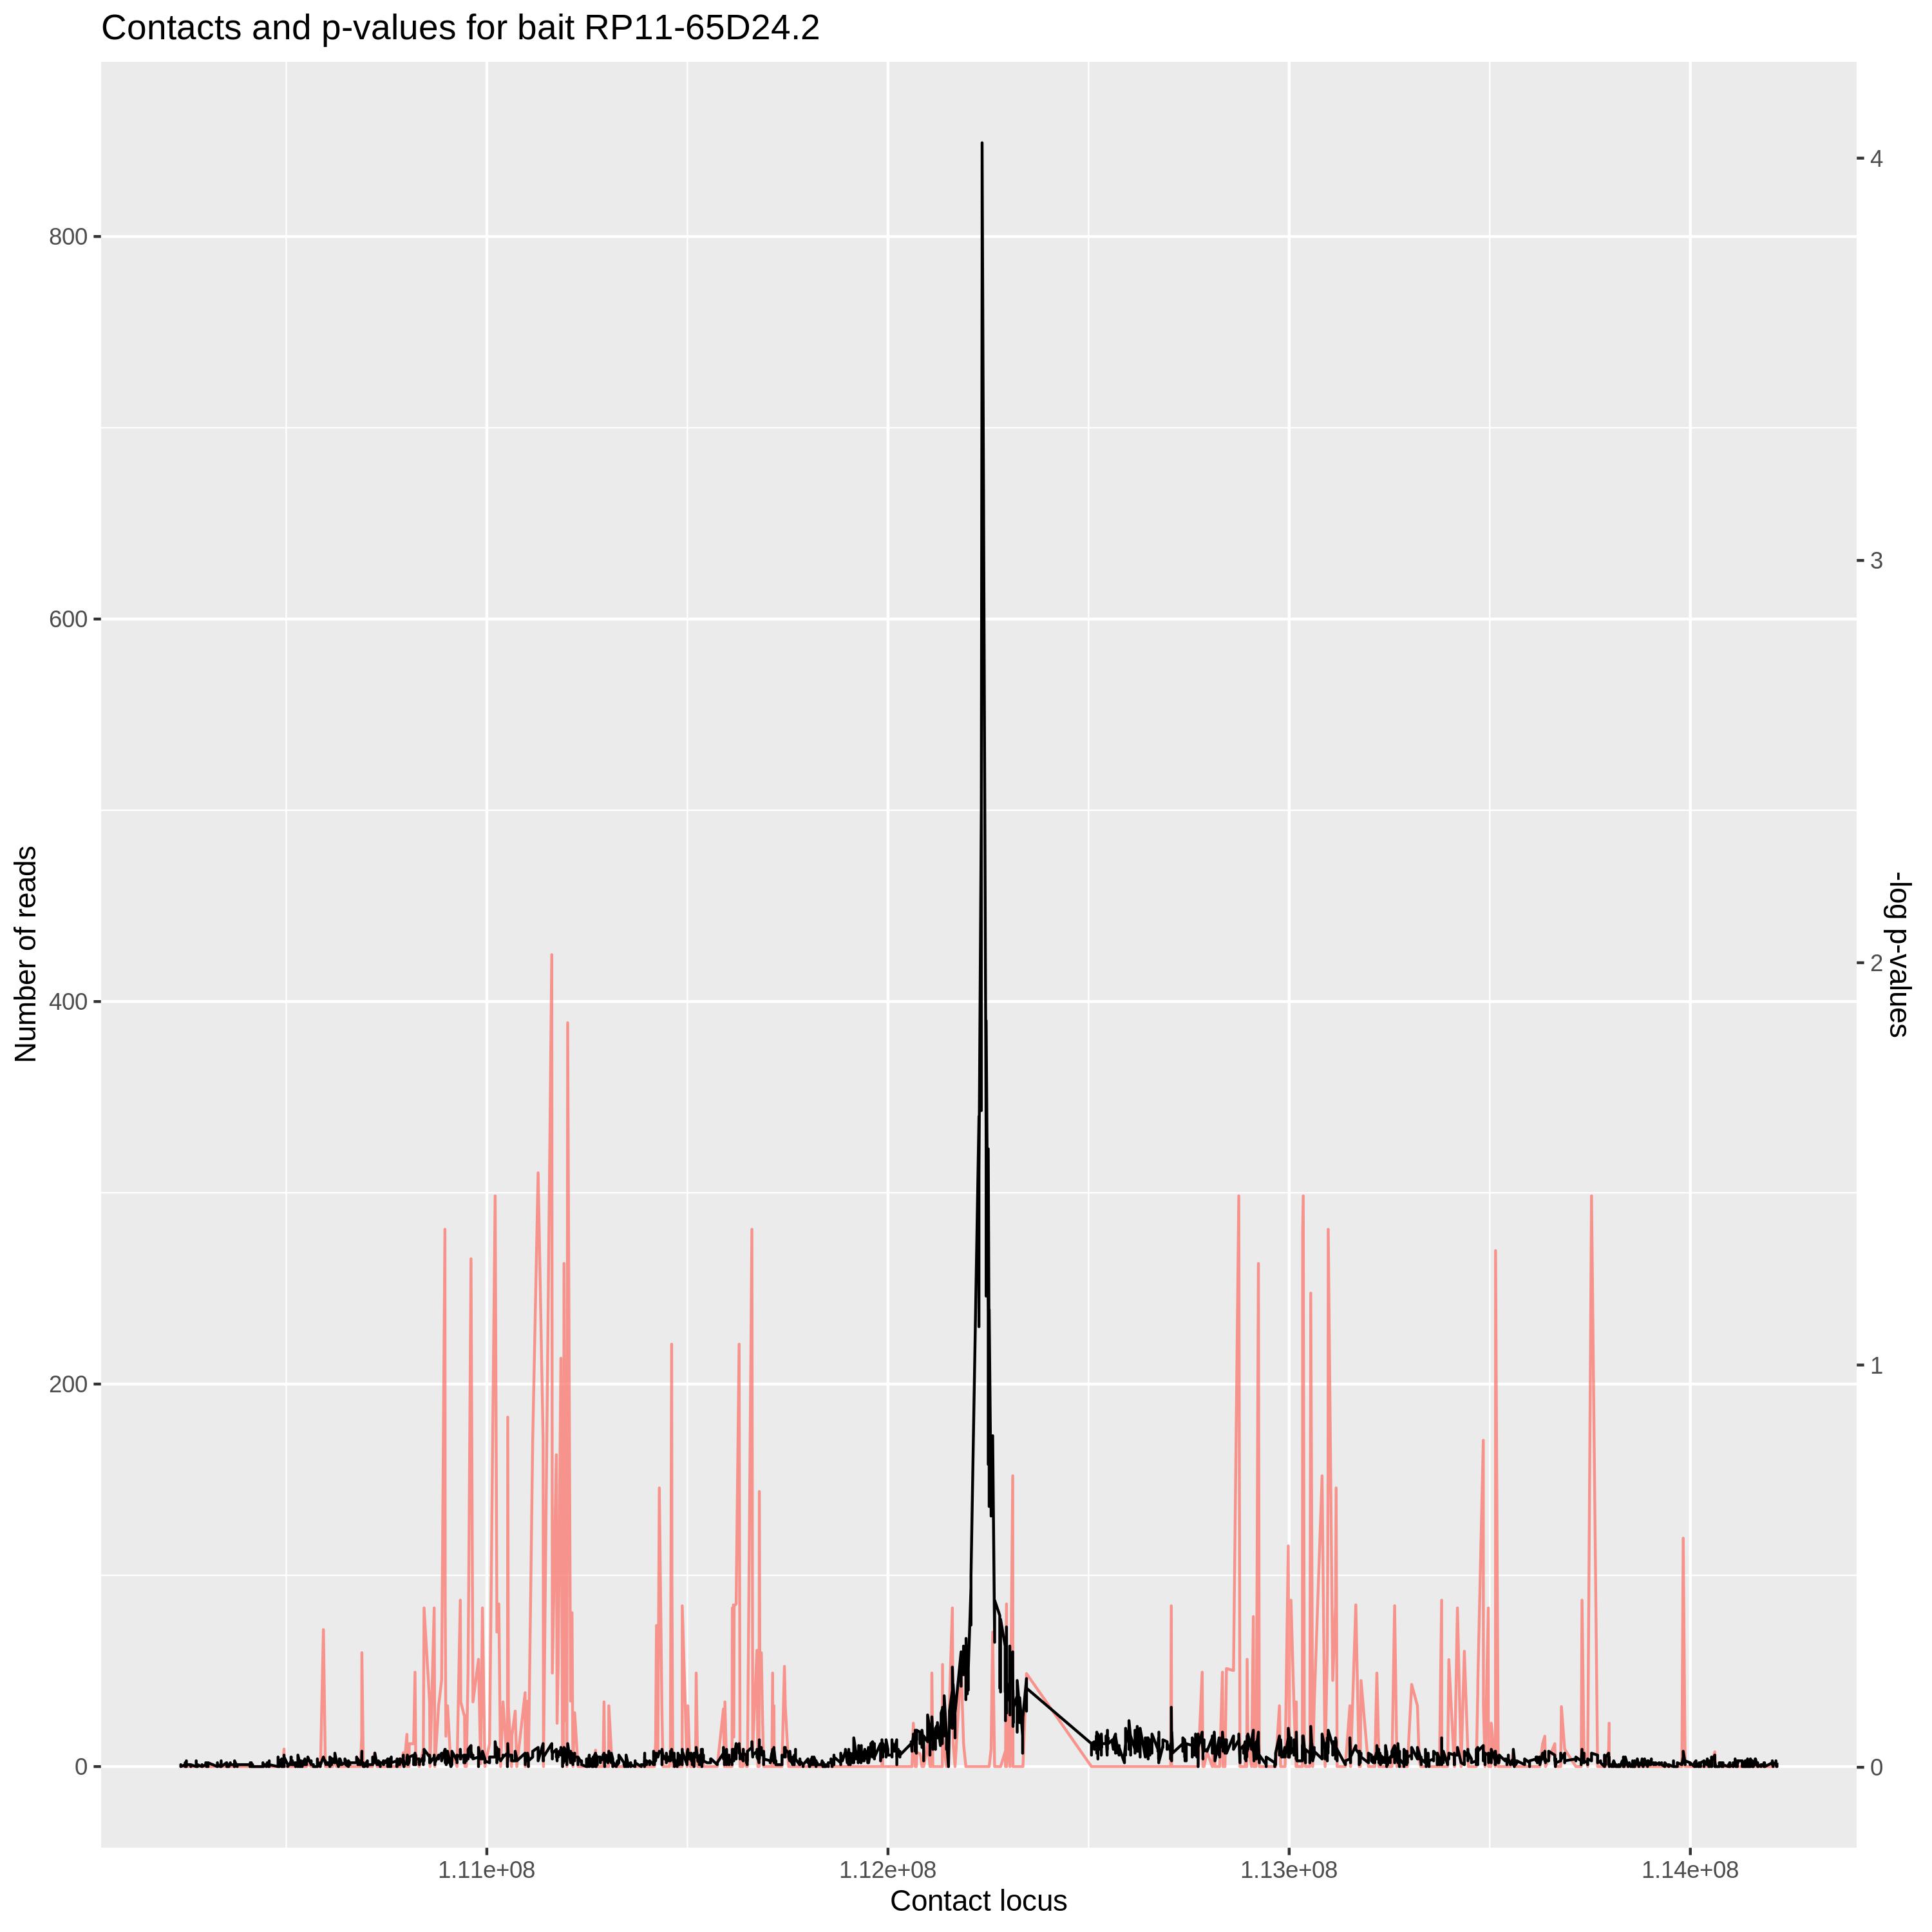 Contacts and p-values for bait RP11-65D24.2
Number of reads
800
600
400
200
0
4
3
2
1
0
-log p-values
1.11e+08
1.12e+08
1.13e+08
1.14e+08
Contact locus